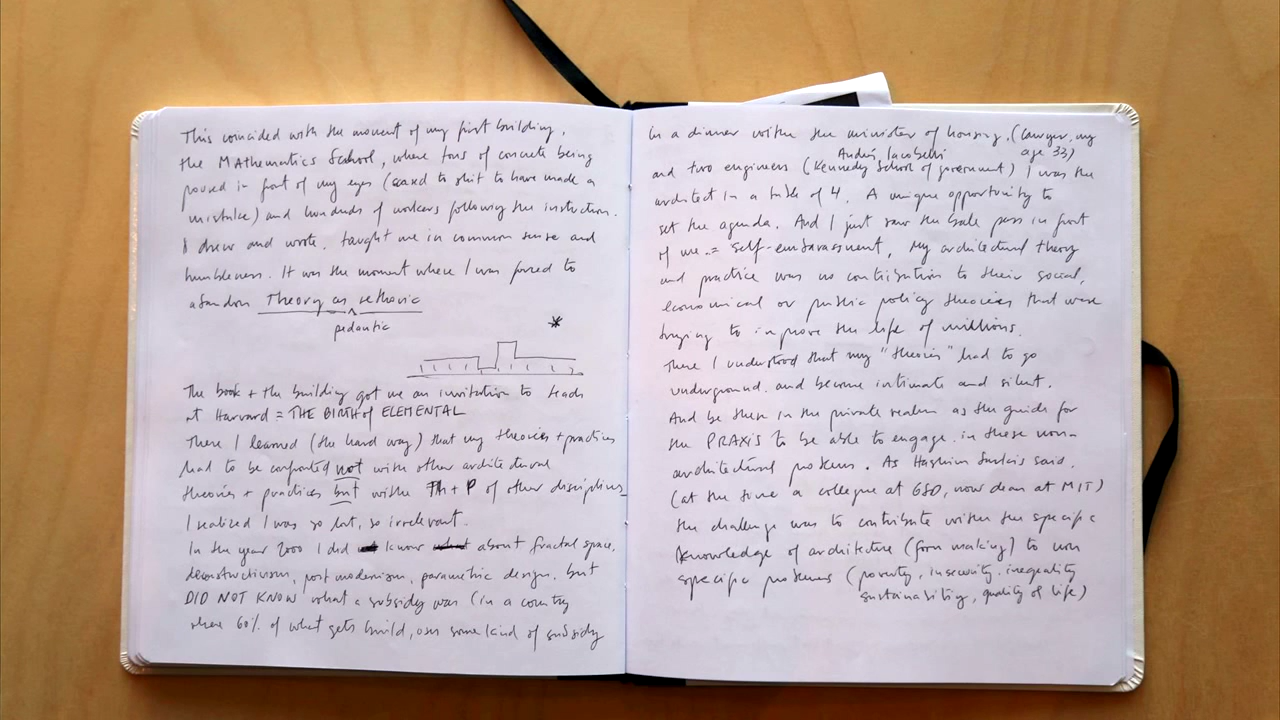 This coincided with the moment of my first building,
the MAthematics School, where tons of concrete being
poured in front of my eyes (scared to shit to have made a
mistake) and hundreds of workers following the instruction.
I drew and wrote, taught me in common sense and
humbleness. It was the moment where I was forced to
abandon Theory as rethoric
pedantic
*
The book + the building got me an invitation to teach
at Harvard = THE BIRTH of ELEMENTAL
There I learned (the hard way) that my theories + practices
had to be confronted not with other architectural
theories + practices but withe Th + P of other disciplines
I realized I was so lost, so irrelevant.
In the year 2000 I did know about fractal space,
deconstructivism, post modernism, parametric design. but
DID NOT KNOW what a subsidy was (in a country
where 60% of what gets build, uses some kind of subsidy
In a dinner withe the minister of housing, (Lawyer, my
age 33)
Andrés, Iacobelli
and two engineers (Kennedy School of government) I was the
architect in a table of 4. A unique opportunity to
set the agenda. And I just saw the pass in front
of me = self-embarasment, My architectural theory
and practice was no contribution to their social,
economical or public policy theories that were
trying to improve the life of millions.
There I understood that my "theories" had to go
underground. and become intimate and silent.
And be there in the private realm as the guide for
the PRAXIS to be able to engage in these non-
architectural problems. As Hashim Sarkis said,
(at the time a collegue at GSD, now dean at MIT)
the challenge was to contribute withe the specific
knowledge of architecture (form making) to non
specific problems (poverty, insecurity, inequality
sustainability, quality of life)